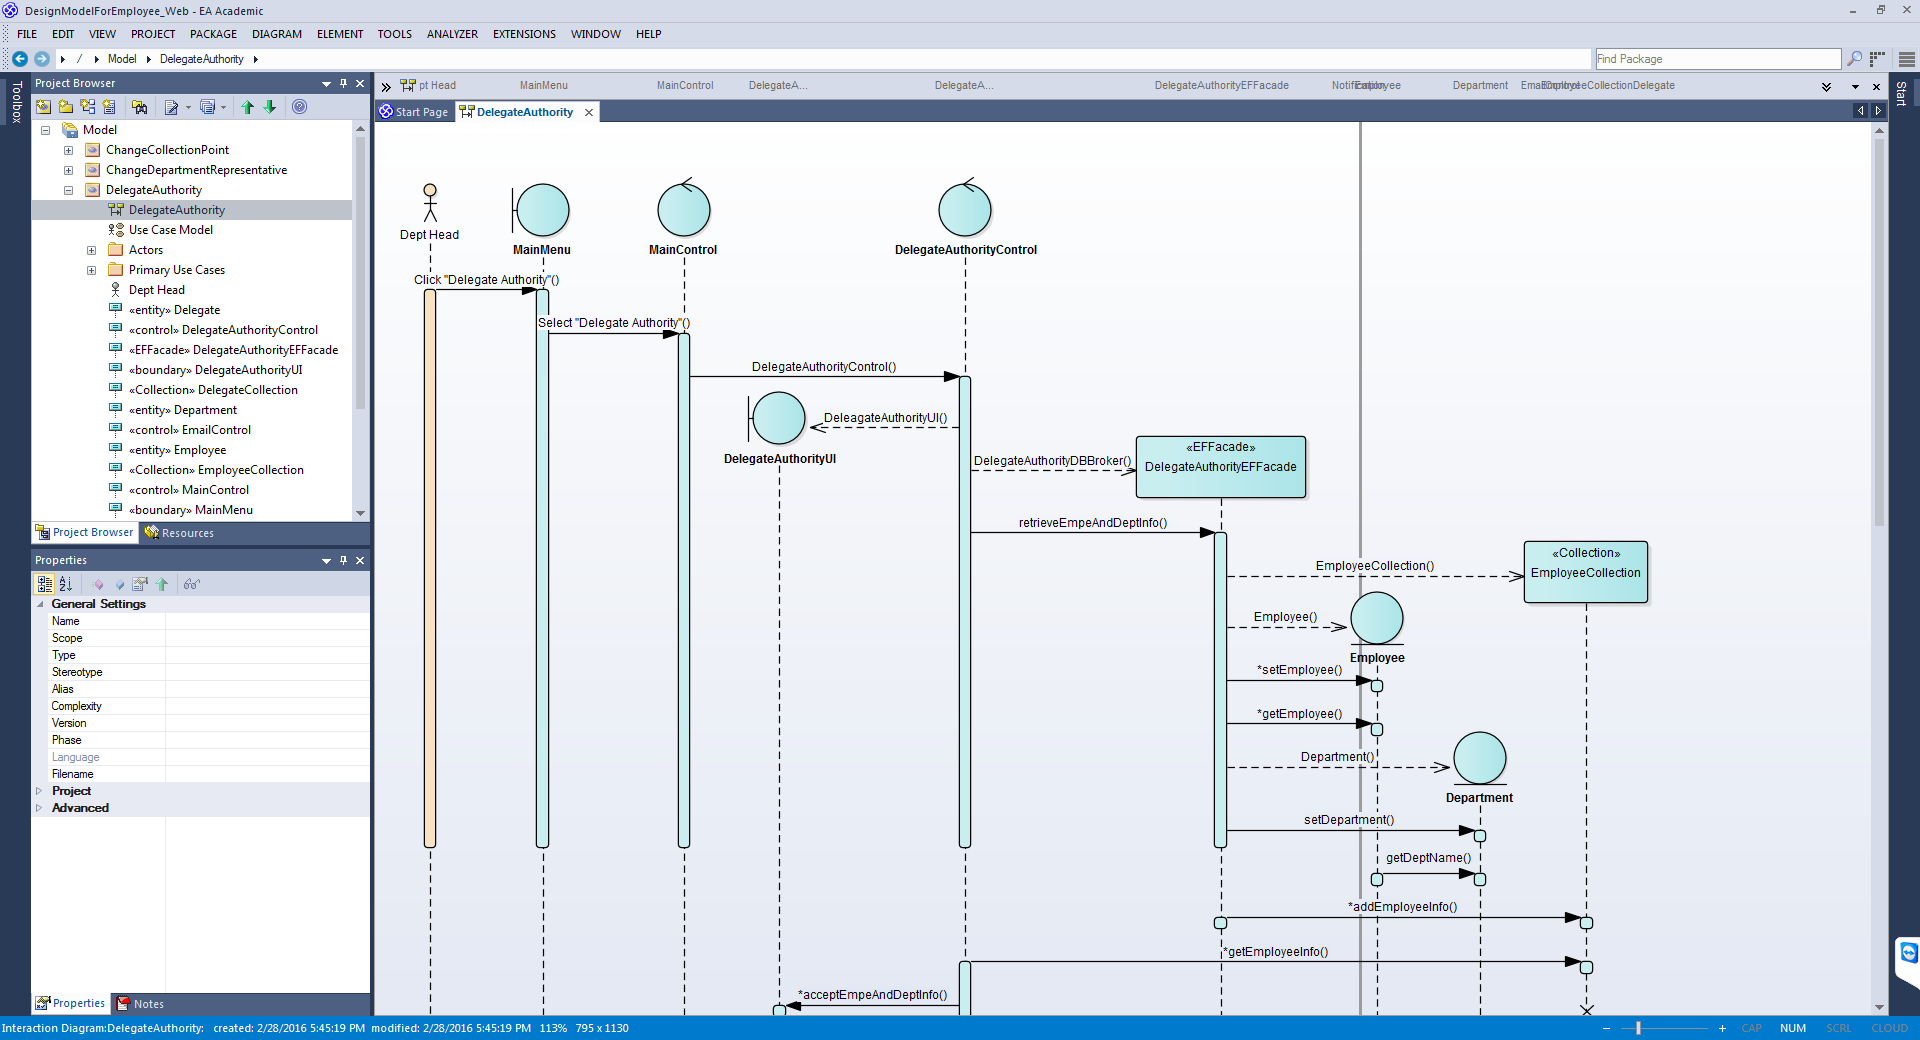 DesignModelForEmployee_Web - EA Academic
FILE EDIT VIEW PROJECT PACKAGE DIAGRAM ELEMENT TOOLS ANALYZER EXTENSIONS WINDOW HELP
/ Model DelegateAuthority
Find Package
Toolbox
Project Browser
Model
ChangeCollectionPoint
ChangeDepartmentRepresentative
DelegateAuthority
DelegateAuthority
Use Case Model
Actors
Primary Use Cases
Dept Head
«entity» Delegate
«control» DelegateAuthorityControl
«EFFacade» DelegateAuthorityEFFacade
«boundary» DelegateAuthorityUI
«Collection» DelegateCollection
«entity» Department
«control» EmailControl
«entity» Employee
«Collection» EmployeeCollection
«control» MainControl
«boundary» MainMenu
Project Browser Resources
Properties
General Settings
Name
Scope
Type
Stereotype
Alias
Complexity
Version
Phase
Language
Filename
Project
Advanced
Properties Notes
pt Head MainMenu MainControl DelegateA... DelegateA... DelegateAuthorityEFFacade Employee Department EmployeeCollectionDelegate
Start Page DelegateAuthority
Start
Dept Head
MainMenu
MainControl
DelegateAuthorityControl
Click "Delegate Authority"()
Select "Delegate Authority"()
DelegateAuthorityControl()
DeleagateAuthorityUI()
DelegateAuthorityUI
DelegateAuthorityDBBroker()
«EFFacade»
DelegateAuthorityEFFacade
retrieveEmpeAndDeptInfo()
«Collection»
EmployeeCollection
EmployeeCollection()
Employee()
Employee
*setEmployee()
*getEmployee()
Department()
Department
setDepartment()
getDeptName()
*addEmployeeInfo()
*getEmployeeInfo()
*acceptEmpeAndDeptInfo()
Interaction Diagram:DelegateAuthority: created: 2/28/2016 5:45:19 PM modified: 2/28/2016 5:45:19 PM 113% 795 x 1130
CAP NUM SCRL CLOUD